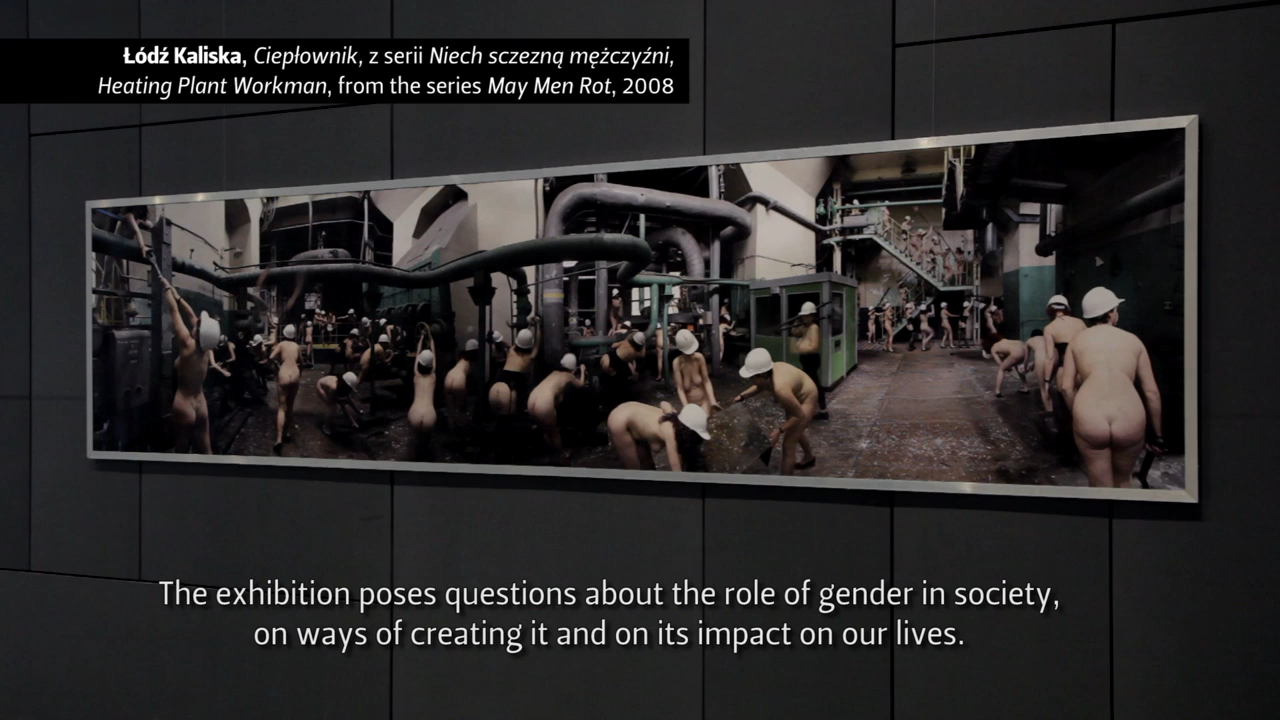 Łódź Kaliska, Ciepłownik, z serii Niech sczezną mężczyźni,
Heating Plant Workman, from the series May Men Rot, 2008
The exhibition poses questions about the role of gender in society,
on ways of creating it and on its impact on our lives.